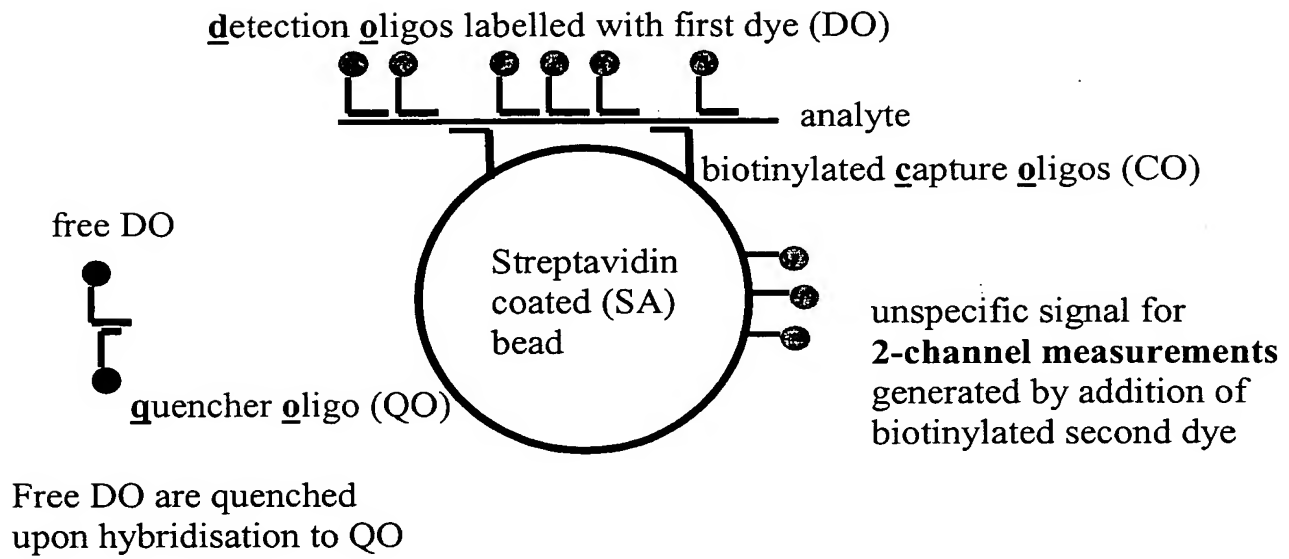 detection oligos labelled with first dye (DO)
analyte
biotinylated capture oligos (CO)
free DO
Streptavidin
coated (SA)
bead
unspecific signal for
2-channel measurements
generated by addition of
biotinylated second dye
quencher oligo (QO)
Free DO are quenched
upon hybridisation to QO